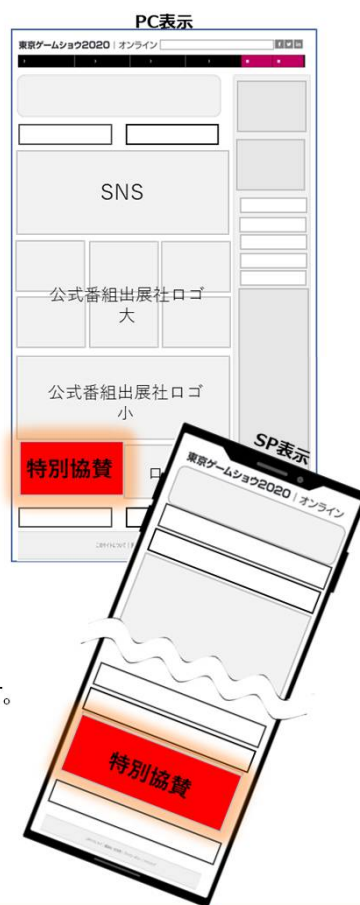 PC表示
東京ゲームショウ2020 | オンライン
SNS
公式番組出展社ロゴ
大
公式番組出展社ロゴ
小
特別協賛
ロ
SP表示
東京ゲームショウ2020 | オンライン
。
特別協賛